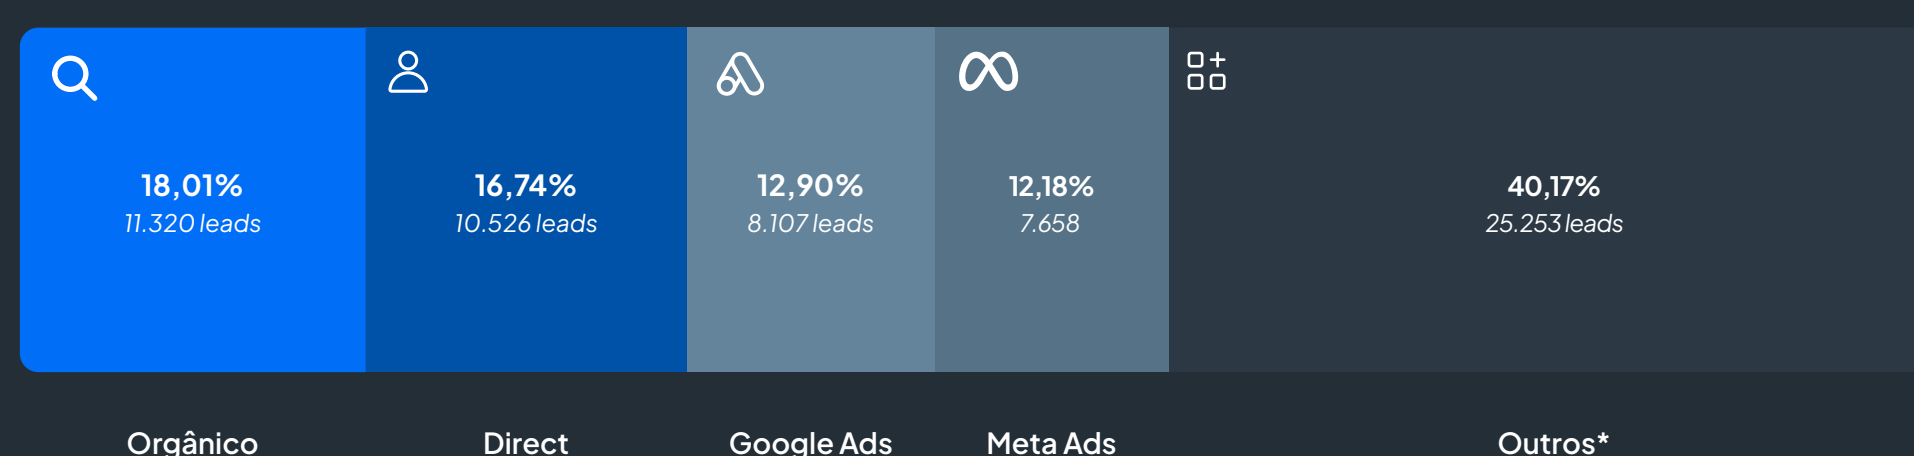 18,01%
11.320 leads
16,74%
10.526 leads
12,90%
8.107 leads
12,18%
7.658
40,17%
25.253 leads
Orgânico
Direct
Google Ads
Meta Ads
Outros*